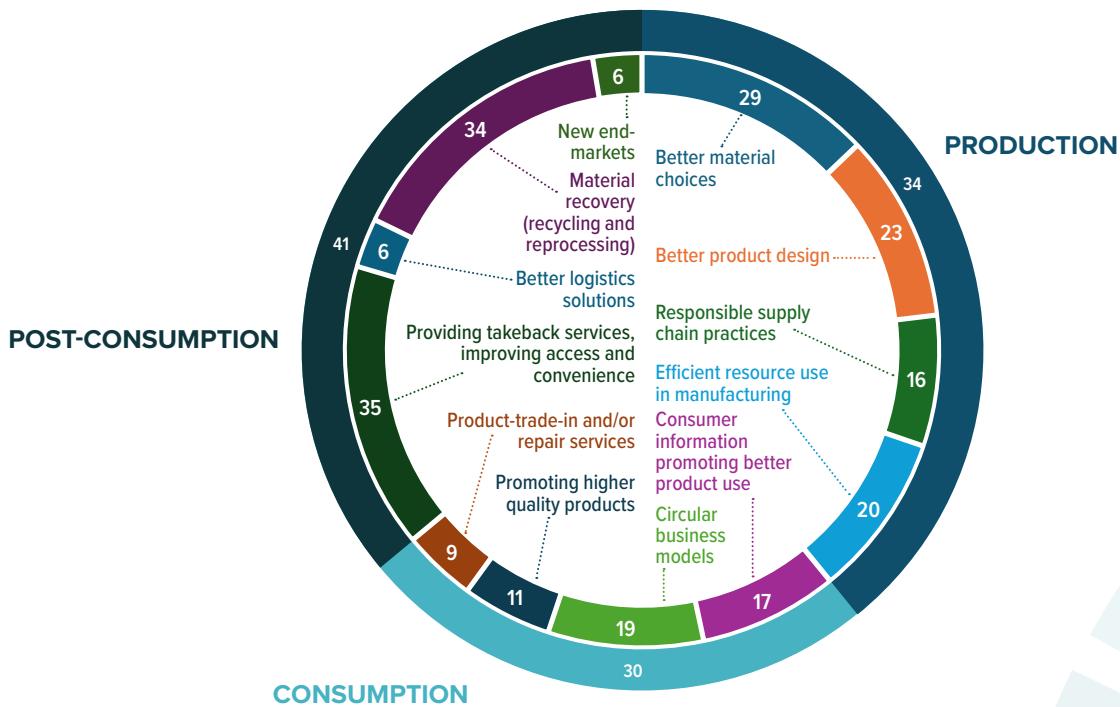 6
29
34
New end-
markets
Better material
choices
PRODUCTION
34
Material
recovery
(recycling and
reprocessing)
23
Better product design
41
6
Better logistics
solutions
Responsible supply
chain practices
POST-CONSUMPTION
Providing takeback services,
improving access and
convenience
16
Efficient resource use
in manufacturing
35
Product-trade-in and/or
repair services
Consumer
information
promoting better
product use
Promoting higher
quality products
20
Circular
business
models
9
11
17
19
30
CONSUMPTION